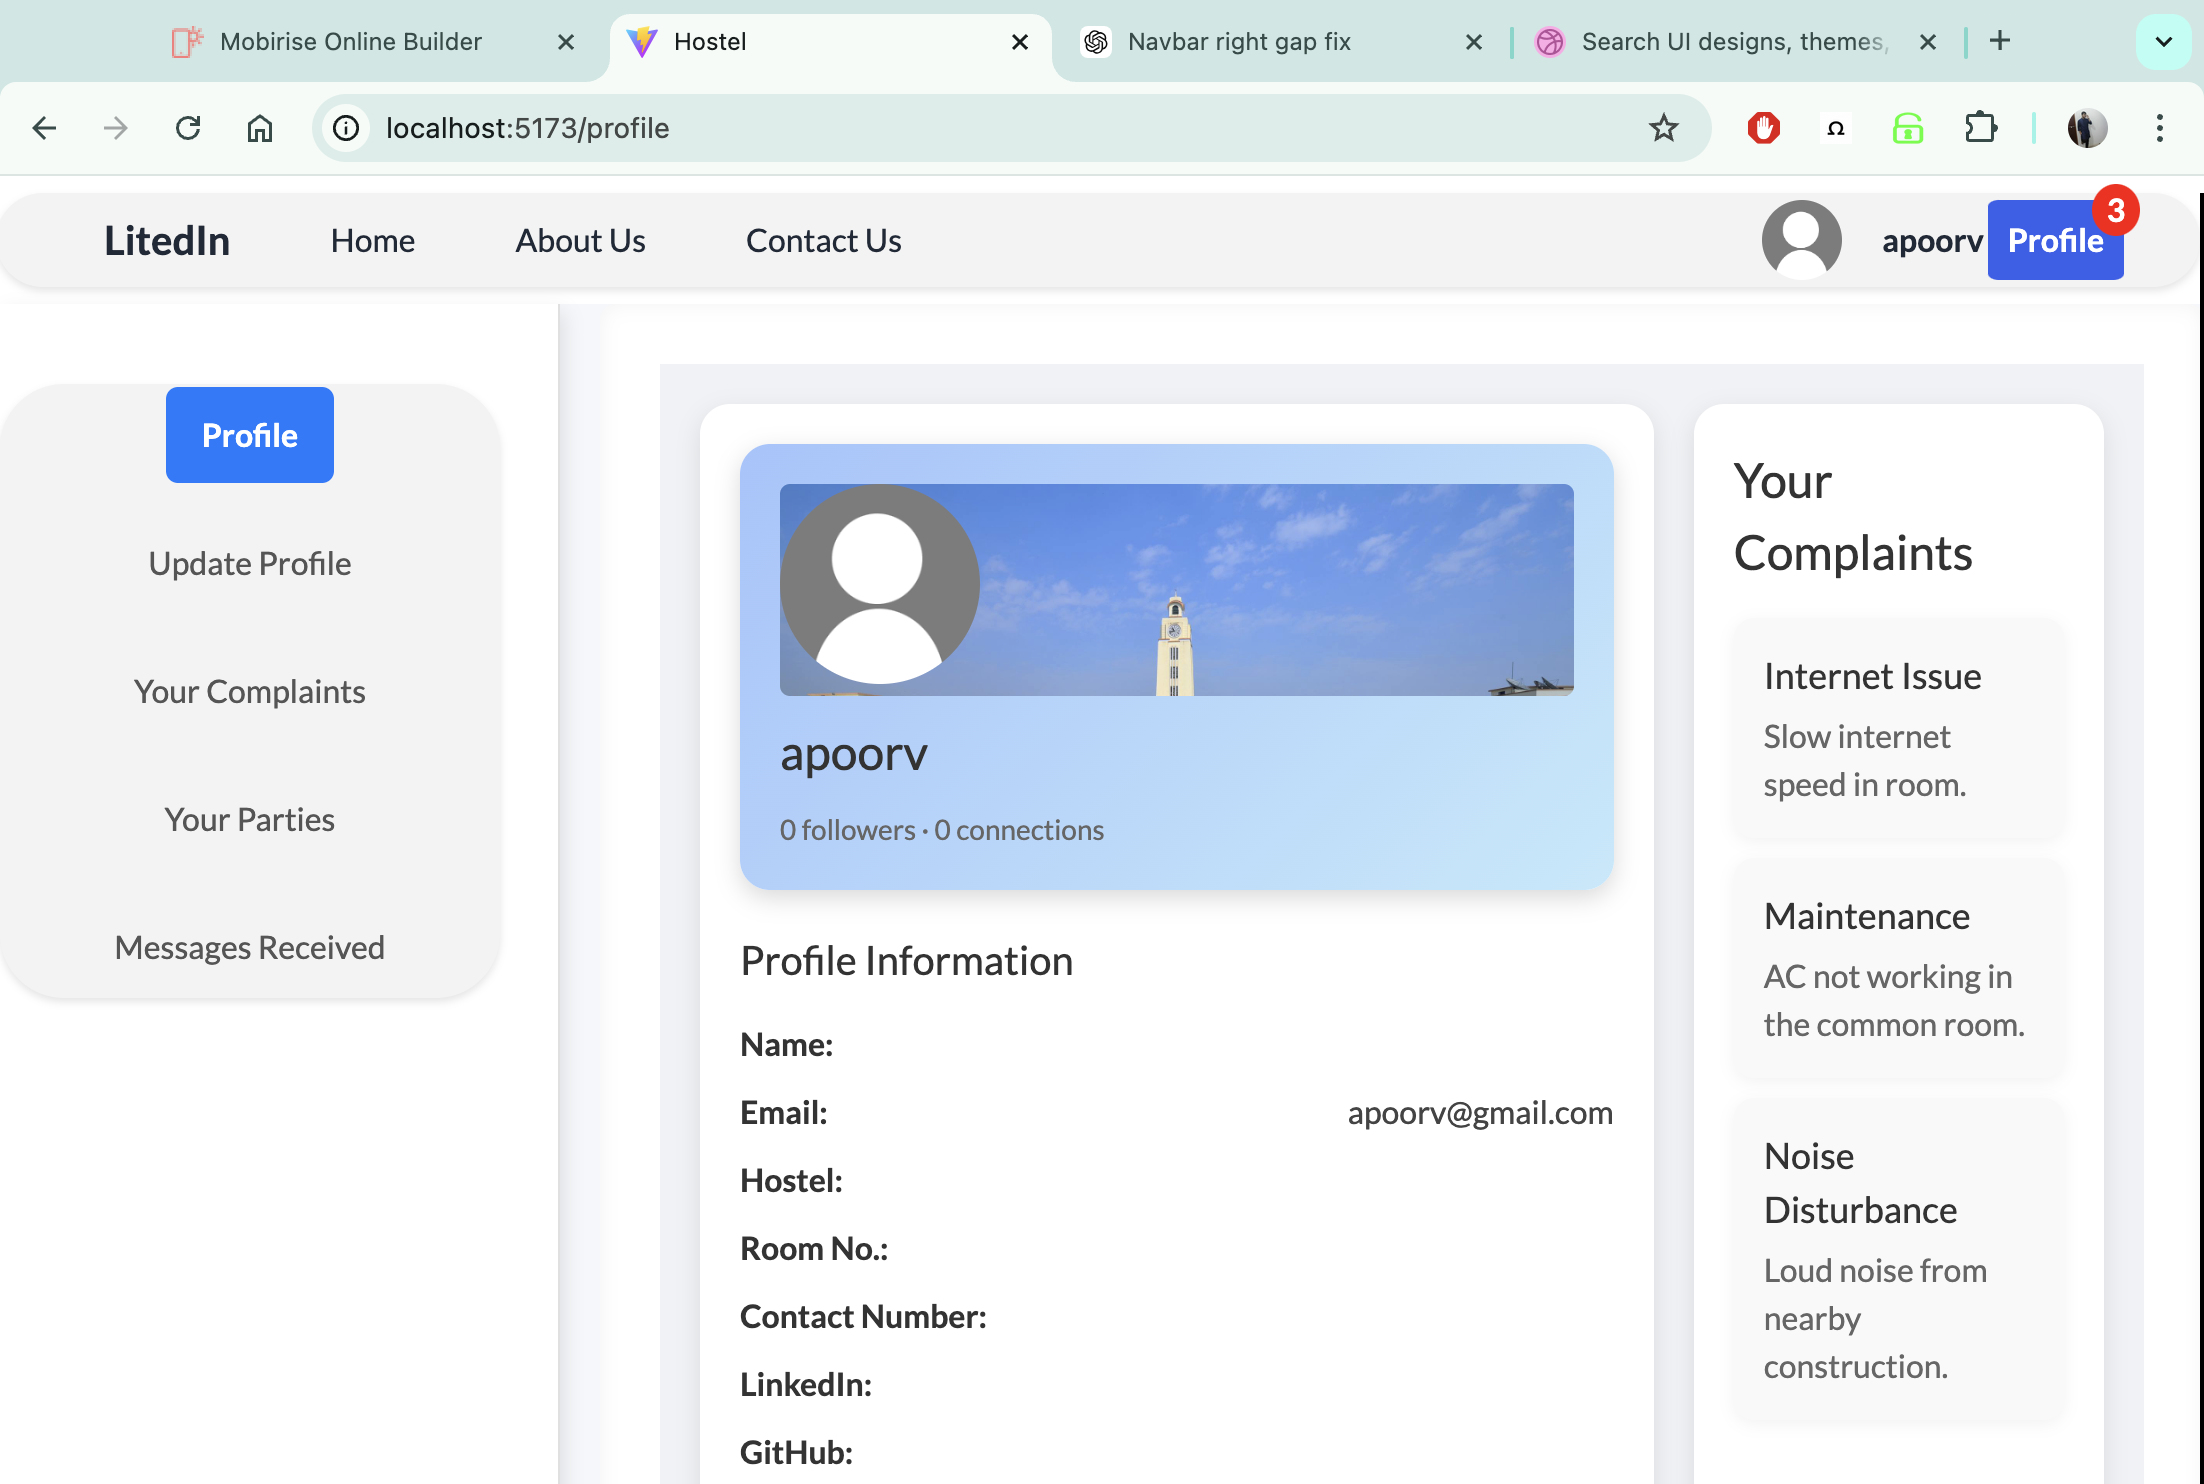 Mobirise Online Builder
Hostel
Navbar right gap fix
Search UI designs, themes,
localhost:5173/profile
LitedIn
Home
About Us
Contact Us
apoorv
Profile
3
Profile
Update Profile
Your Complaints
Your Parties
Messages Received
apoorv
0 followers · 0 connections
Profile Information
Name:
Email: apoorv@gmail.com
Hostel:
Room No.:
Contact Number:
LinkedIn:
GitHub:
Your
Complaints
Internet Issue
Slow internet
speed in room.
Maintenance
AC not working in
the common room.
Noise
Disturbance
Loud noise from
nearby
construction.